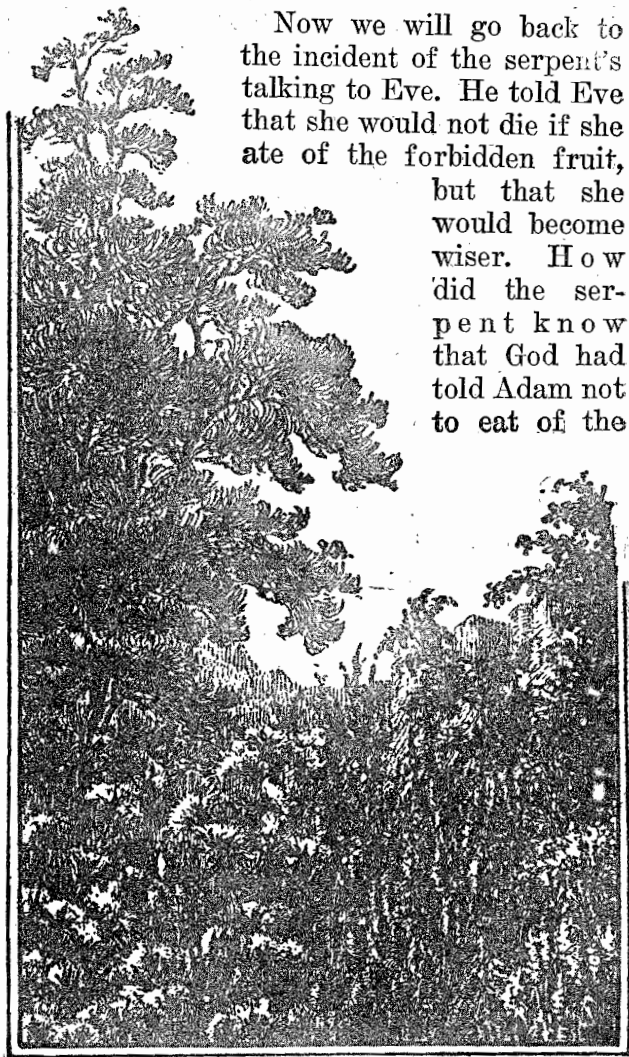 Now we will go back to
the incident of the serpent's
talking to Eve. He told Eve
that she would not die if she
ate of the forbidden fruit,
but that she
would become
wiser. How
did the ser-
pent know
that God had
told Adam not
to eat of the